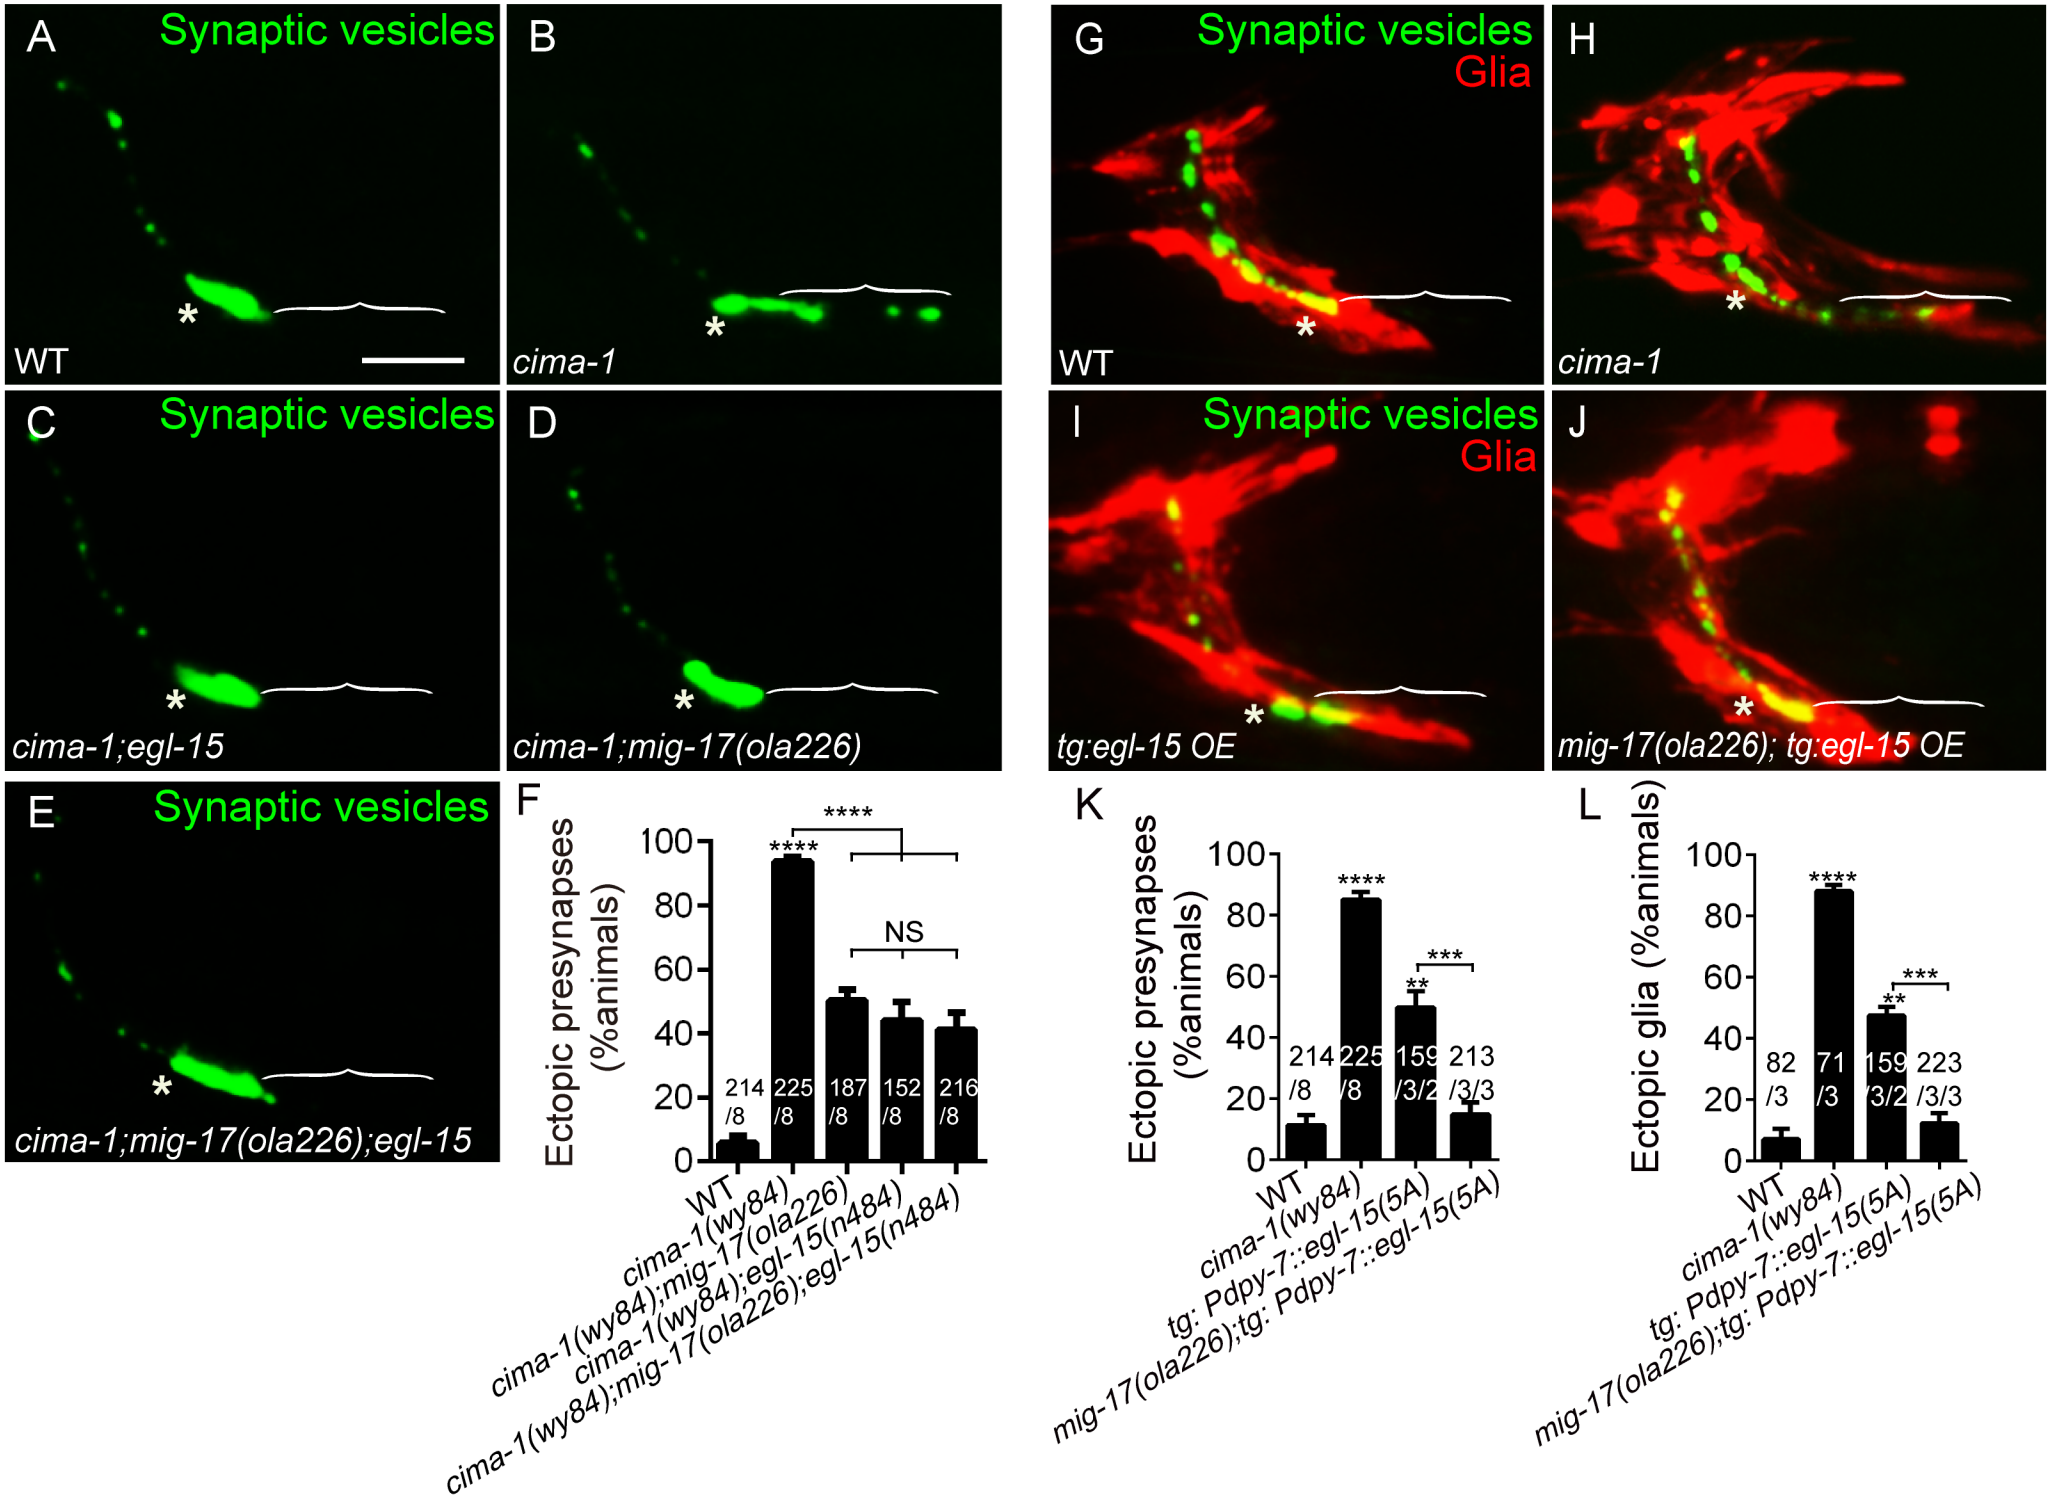 A
Synaptic vesicles
*
WT
B
*
cima-1
C
Synaptic vesicles
*
cima-1;egl-15
D
*
cima-1;mig-17(ola226)
E
Synaptic vesicles
*
cima-1;mig-17(ola226);egl-15
F
Ectopic presynapses
(%animals)
100
80
60
40
20
0
****
****
NS
214
/8
225
/8
187
/8
152
/8
216
/8
WT
cima-1(wy84)
cima-1(wy84);mig-17(ola226)
cima-1(wy84);egl-15(n484)
cima-1(wy84);mig-17(ola226);egl-15(n484)
G
Synaptic vesicles
Glia
*
WT
H
*
cima-1
I
Synaptic vesicles
Glia
*
tg:egl-15 OE
J
*
mig-17(ola226); tg:egl-15 OE
K
Ectopic presynapses
(%animals)
100
80
60
40
20
0
****
**
***
214
/8
225
/8
159
/3/2
213
/3/3
WT
cima-1(wy84)
tg: Pdpy-7::egl-15(5A)
mig-17(ola226);tg: Pdpy-7::egl-15(5A)
L
Ectopic glia (%animals)
100
80
60
40
20
0
****
**
***
82
/3
71
/3
159
/3/2
223
/3/3
WT
cima-1(wy84)
tg: Pdpy-7::egl-15(5A)
mig-17(ola226);tg: Pdpy-7::egl-15(5A)